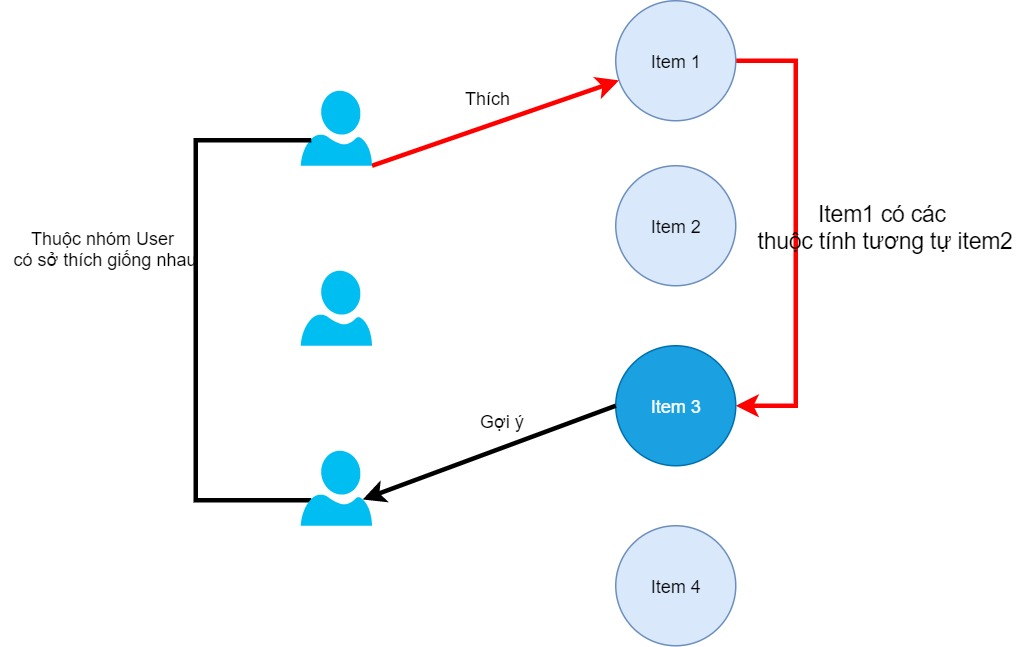 Item 1
Thích
Item 2
Item1 có các
thuộc tính tương tự item2
Thuộc nhóm User
có sở thích giống nhau
Item 3
Gợi ý
Item 4